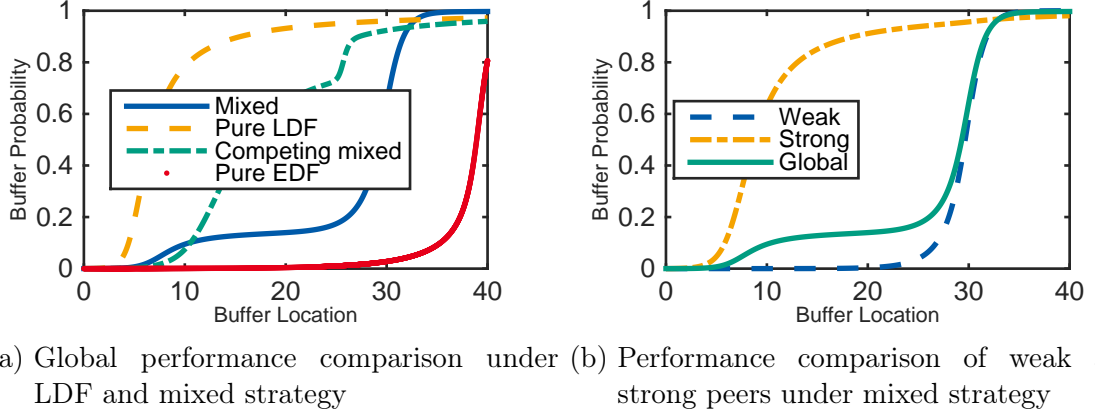 1
0.8
0.6
0.4
0.2
0
Buffer Probability
Mixed
Pure LDF
Competing mixed
Pure EDF
0 10 20 30 40
Buffer Location
1
0.8
0.6
0.4
0.2
0
Buffer Probability
Weak
Strong
Global
0 10 20 30 40
Buffer Location
a) Global performance comparison under
LDF and mixed strategy
(b) Performance comparison of weak
strong peers under mixed strategy